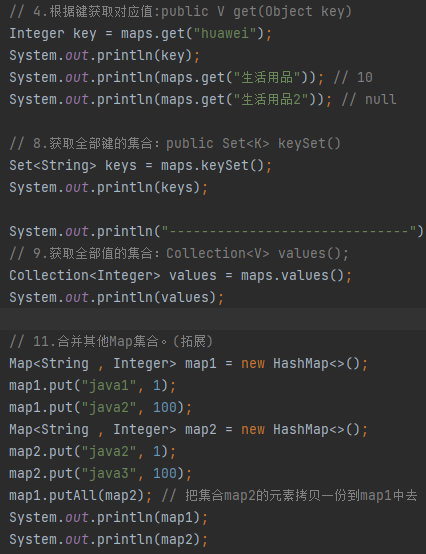 // 4.根据键获取对应值:public V get(Object key)
Integer key = maps.get("huawei");
System.out.println(key);
System.out.println(maps.get("生活用品")); // 10
System.out.println(maps.get("生活用品2")); // null
// 8.获取全部键的集合：public Set<K> keySet()
Set<String> keys = maps.keySet();
System.out.println(keys);
System.out.println("------------------------------")
// 9.获取全部值的集合：Collection<V> values();
Collection<Integer> values = maps.values();
System.out.println(values);
// 11.合并其他Map集合。(拓展)
Map<String , Integer> map1 = new HashMap<>();
map1.put("java1", 1);
map1.put("java2", 100);
Map<String , Integer> map2 = new HashMap<>();
map2.put("java2", 1);
map2.put("java3", 100);
map1.putAll(map2); // 把集合map2的元素拷贝一份到map1中去
System.out.println(map1);
System.out.println(map2);